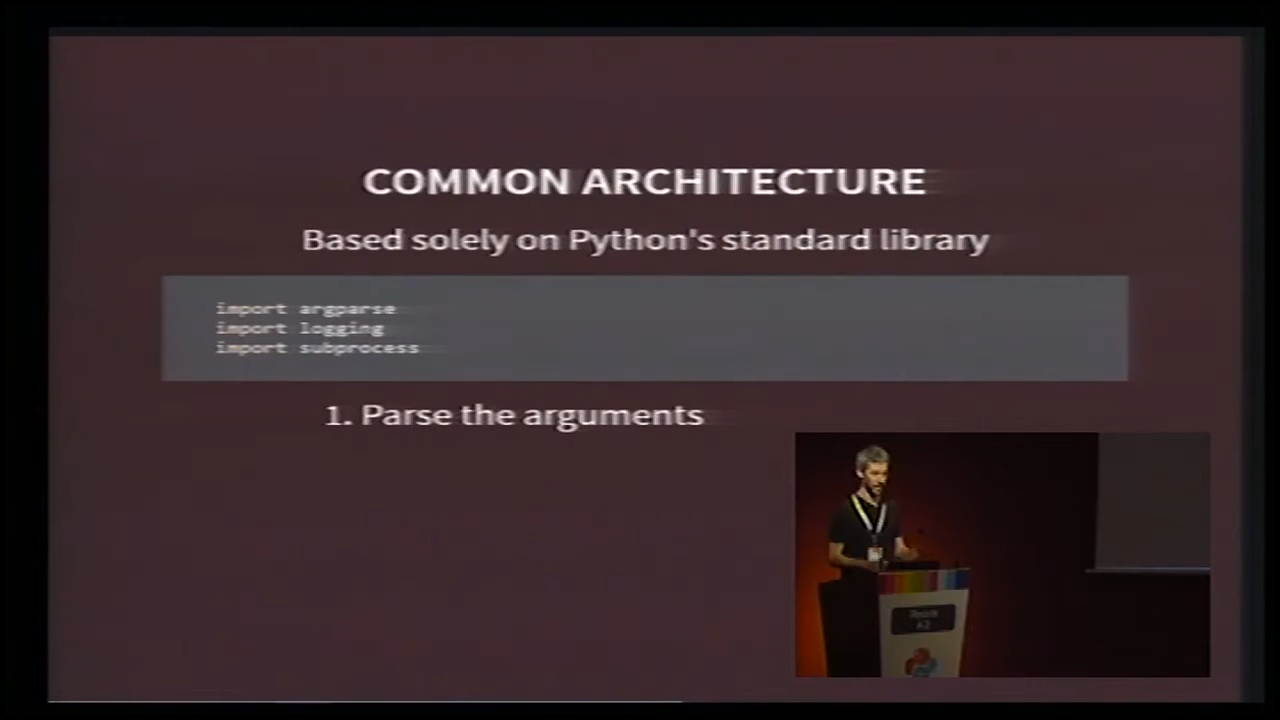 COMMON ARCHITECTURE
Based solely on Python's standard library
import argparse
import logging
import subprocess
1. Parse the arguments